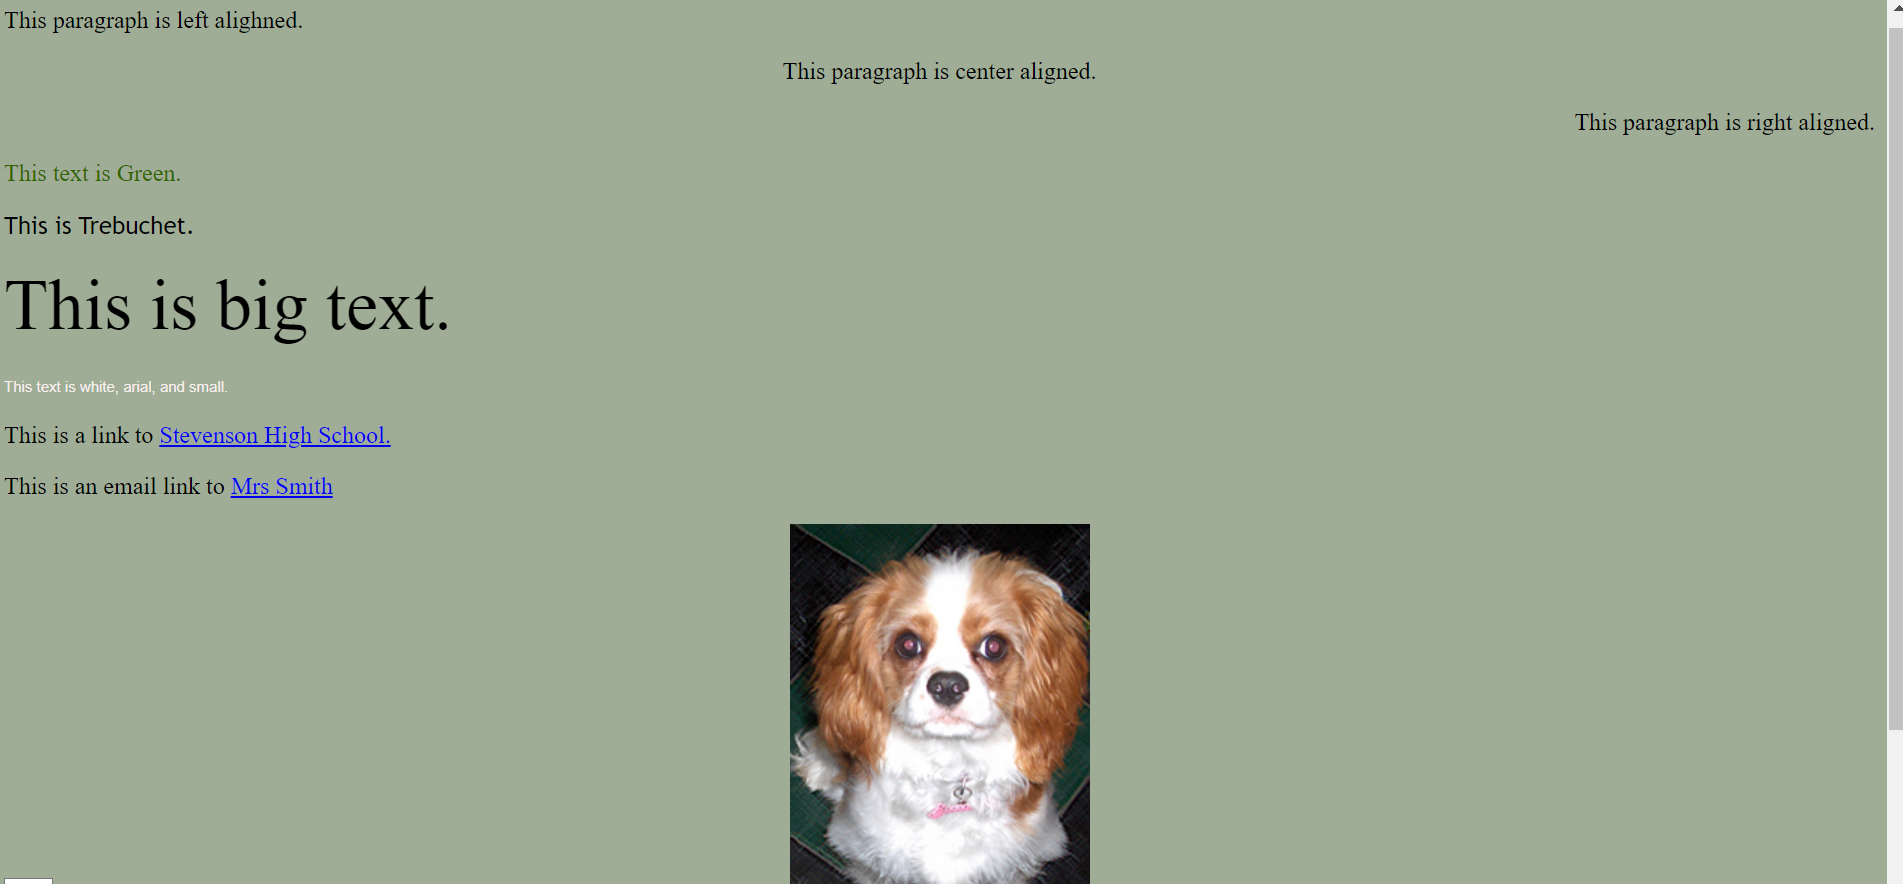 This paragraph is left alighned.
This paragraph is center aligned.
This paragraph is right aligned.
This text is Green.
This is Trebuchet.
This is big text.
This text is white, arial, and small.
This is a link to Stevenson High School.
This is an email link to Mrs Smith